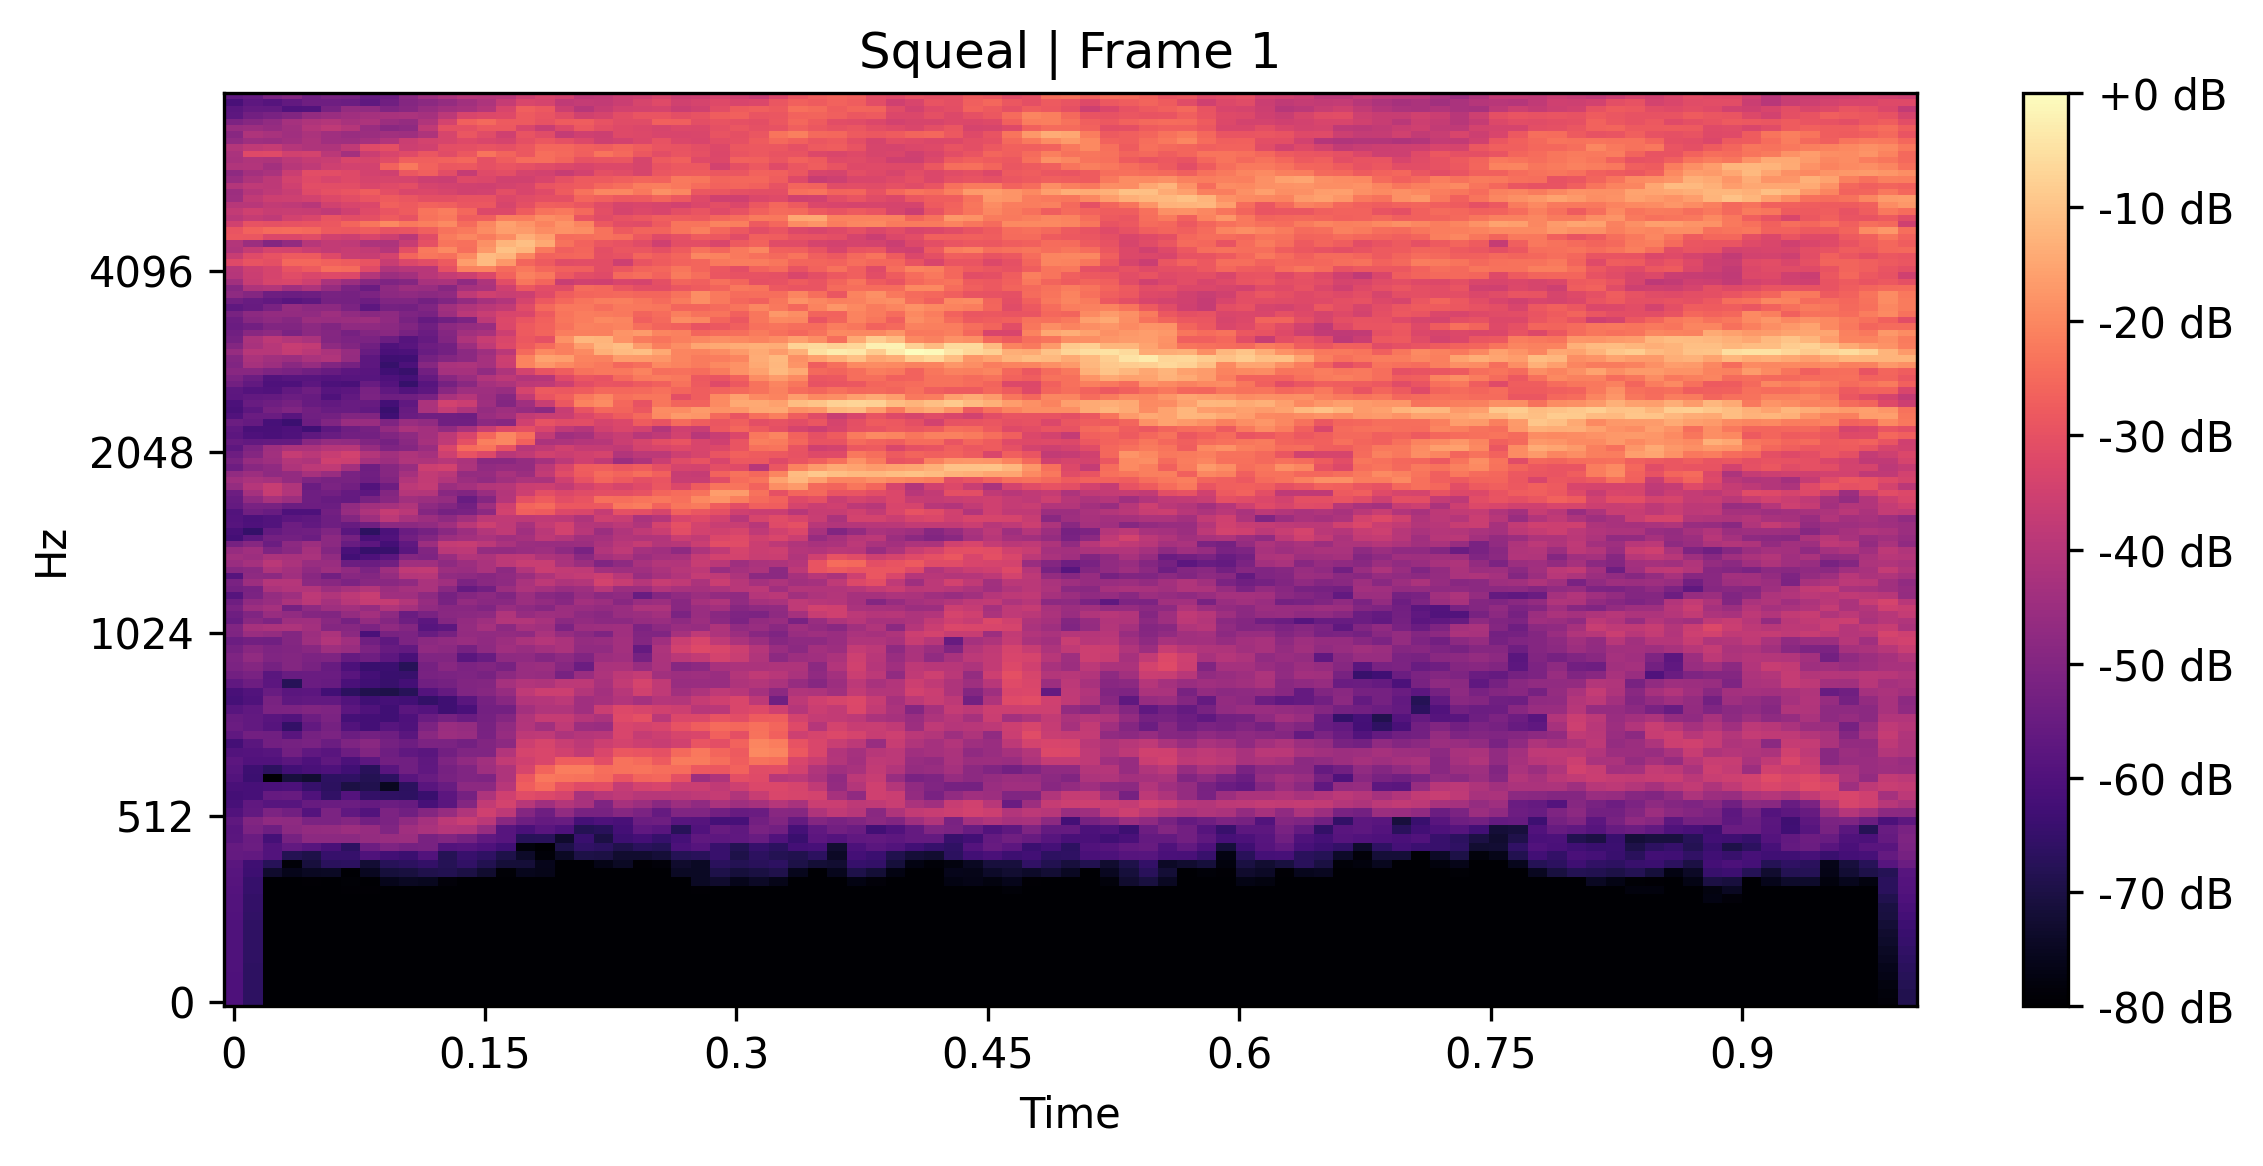 Squeal | Frame 1
+0 dB
-10 dB
-20 dB
-30 dB
-40 dB
-50 dB
-60 dB
-70 dB
-80 dB
Hz
4096
2048
1024
512
0
0 0.15 0.3 0.45 0.6 0.75 0.9
Time